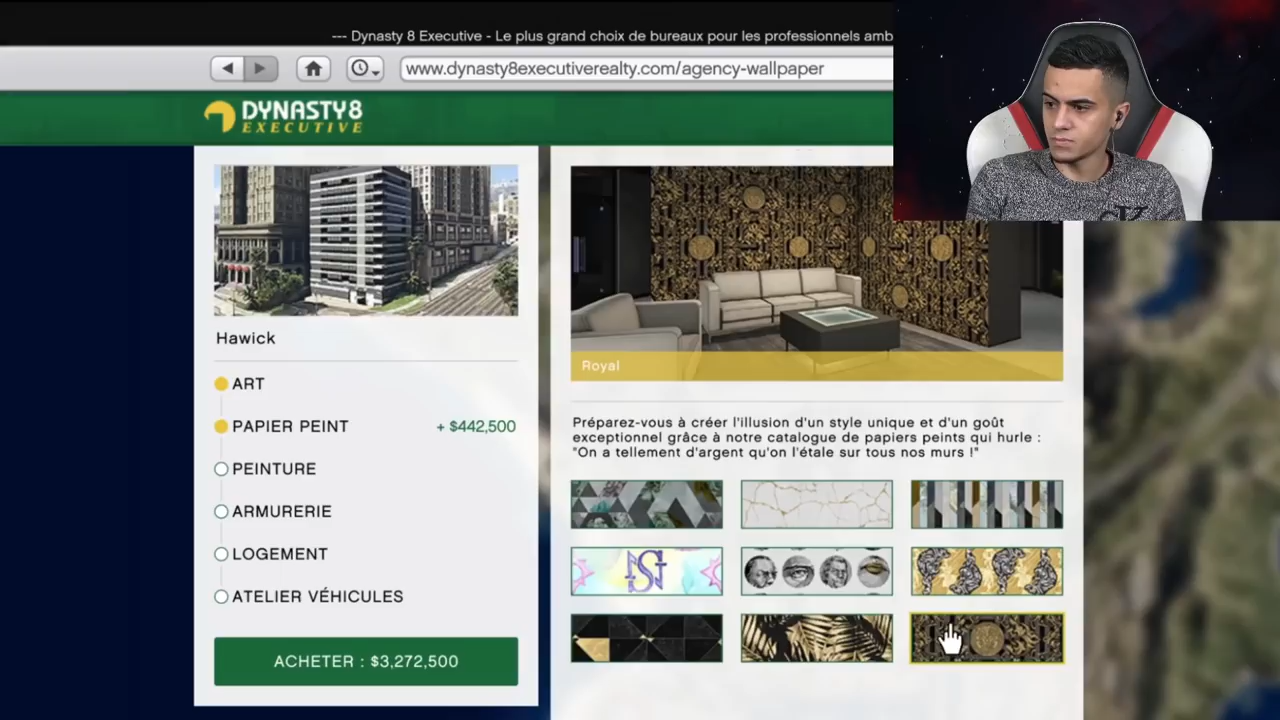 --- Dynasty 8 Executive - Le plus grand choix de bureaux pour les professionnels amb
www.dynasty8executiverealty.com/agency-wallpaper
DYNASTY 8
EXECUTIVE
Hawick
ART
PAPIER PEINT + $442,500
PEINTURE
ARMURERIE
LOGEMENT
ATELIER VÉHICULES
ACHETER : $3,272,500
Royal
Préparez-vous à créer l'illusion d'un style unique et d'un goût
exceptionnel grâce à notre catalogue de papiers peints qui hurle :
"On a tellement d'argent qu'on l'étale sur tous nos murs !"